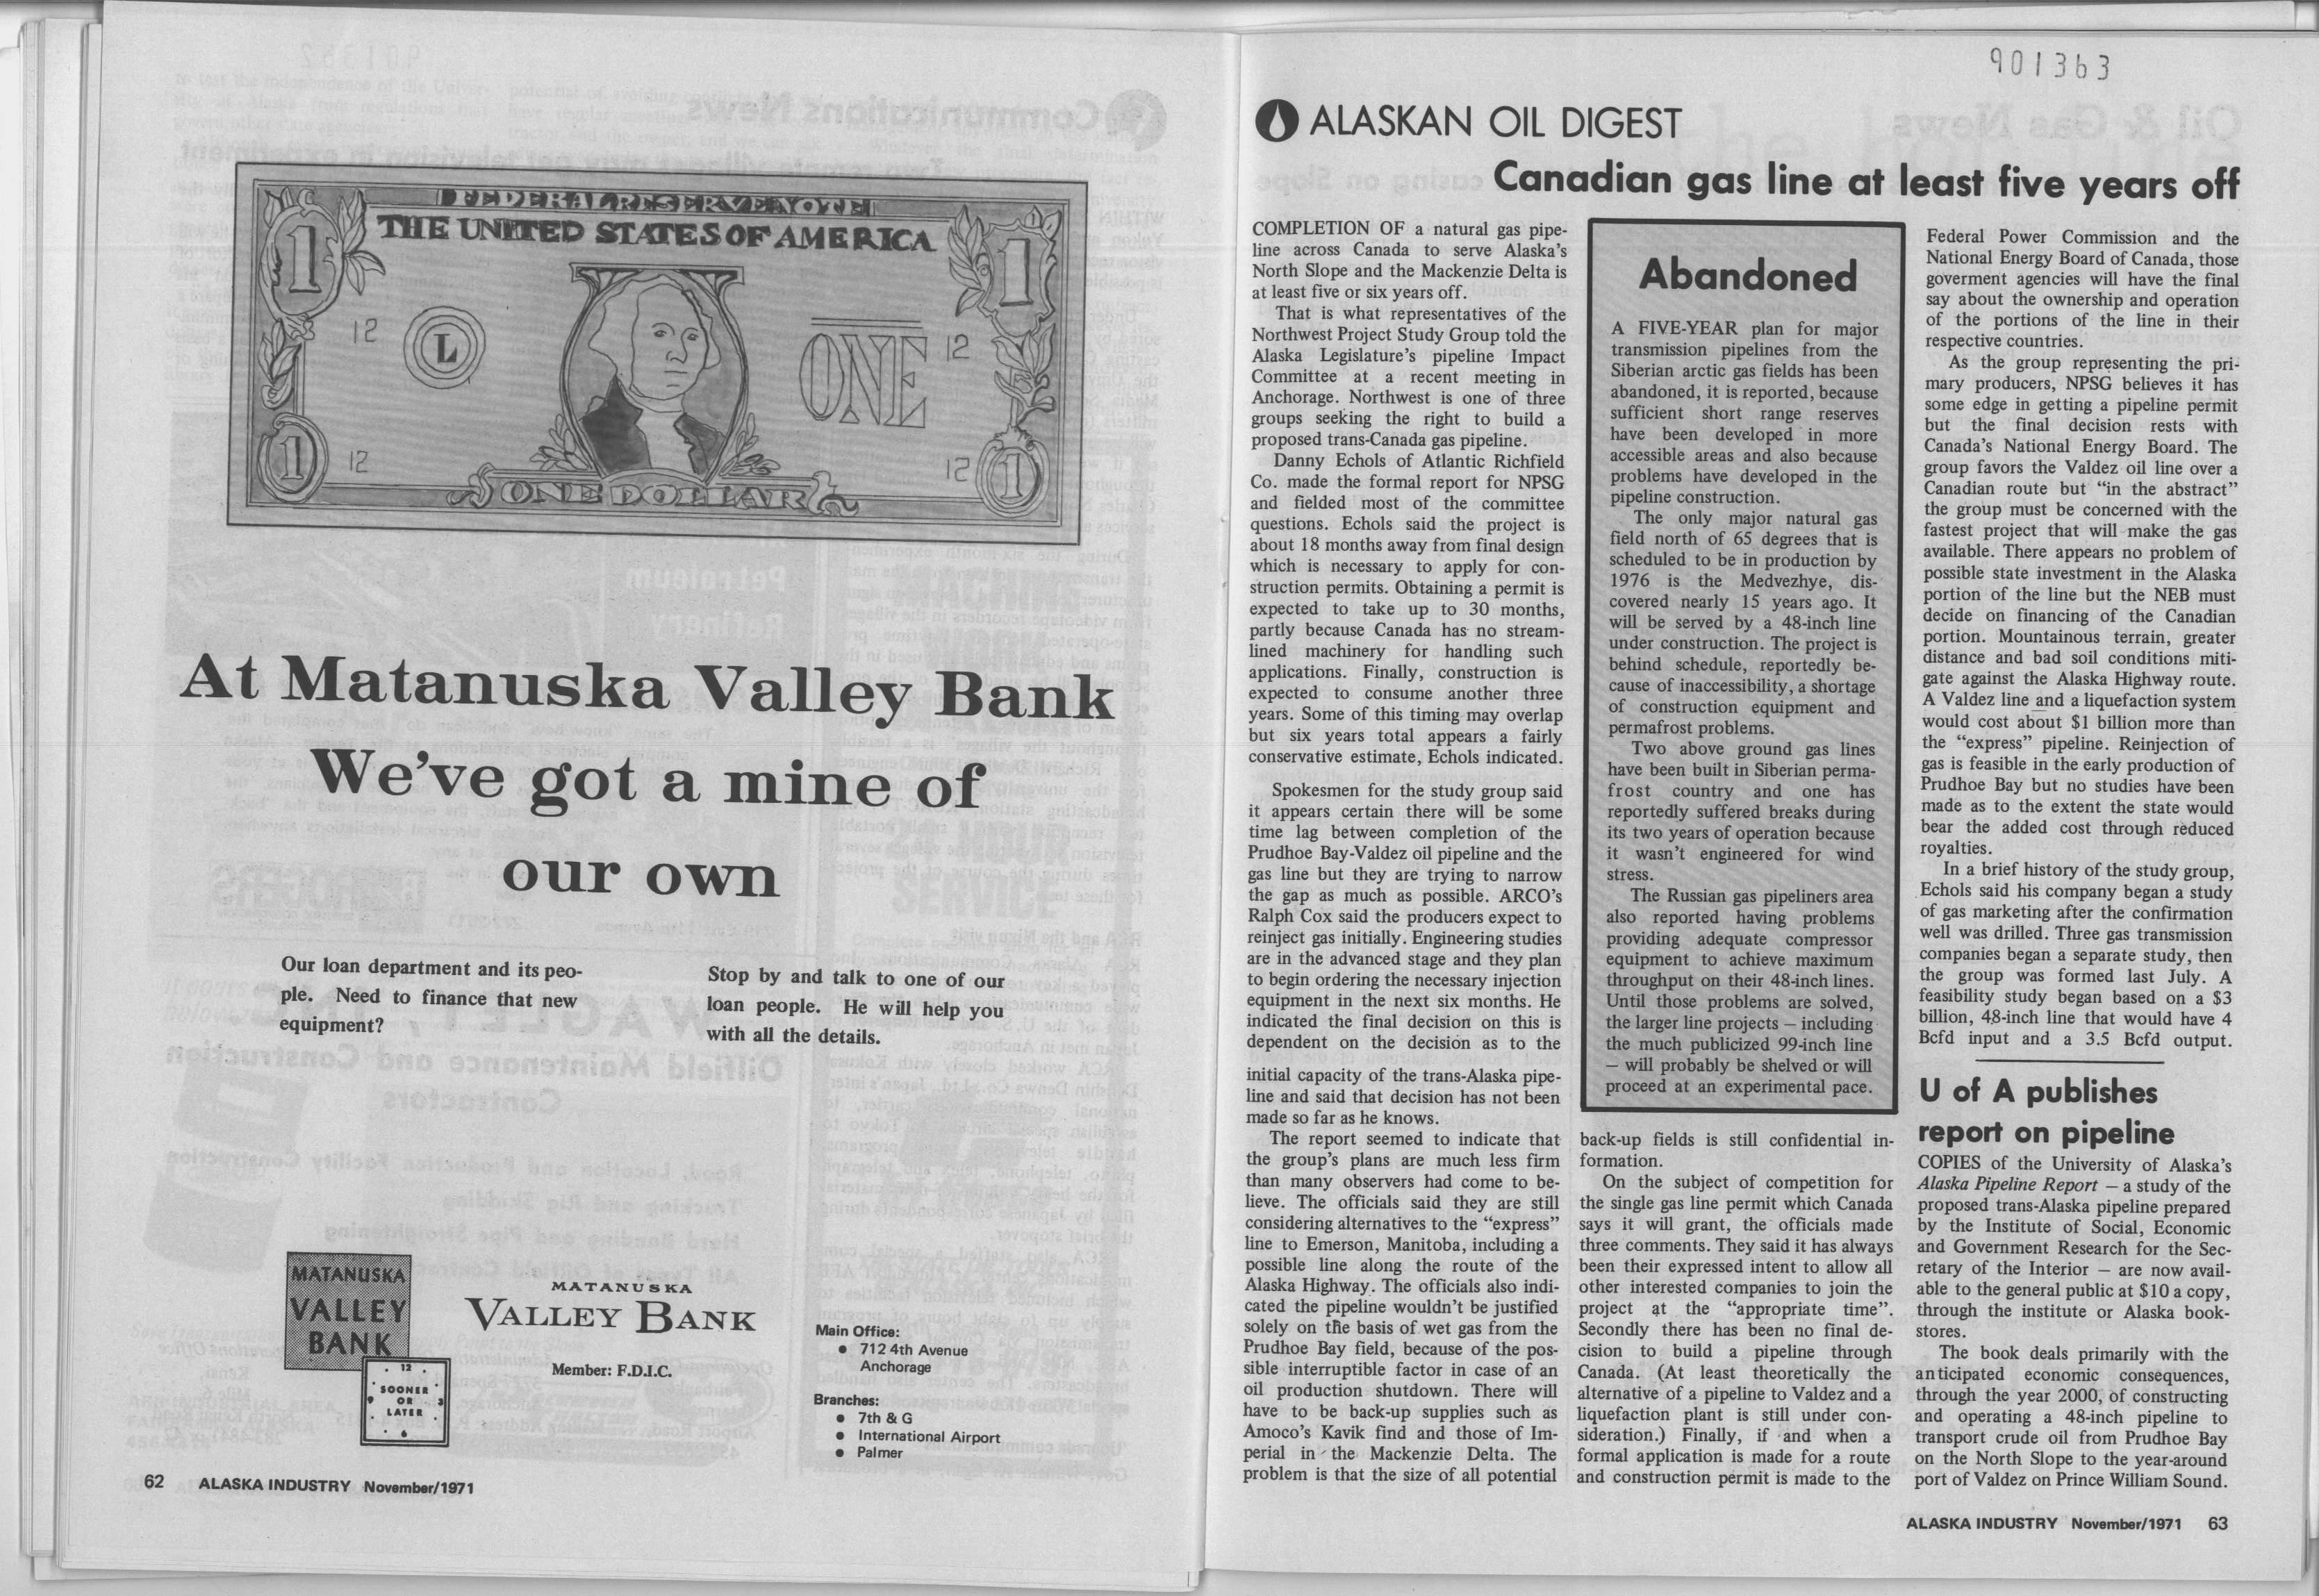 FEDERAL RESERVE NOTE
THE UNITED STATES OF AMERICA
1
1
12
L
ONE
12
1
12
12
1
ONE DOLLAR
At Matanuska Valley Bank
We've got a mine of
our own
Our loan department and its peo-
ple. Need to finance that new
equipment?
Stop by and talk to one of our
loan people. He will help you
with all the details.
MATANUSKA
VALLEY
BANK
12
SOONER
9 OR 3
LATER
6
MATANUSKA
VALLEY BANK
Member: F.D.I.C.
Main Office:
● 712 4th Avenue
Anchorage
Branches:
● 7th & G
● International Airport
● Palmer
62 ALASKA INDUSTRY November/1971
901363
ALASKAN OIL DIGEST
Canadian gas line at least five years off
COMPLETION OF a natural gas pipe-
line across Canada to serve Alaska's
North Slope and the Mackenzie Delta is
at least five or six years off.
That is what representatives of the
Northwest Project Study Group told the
Alaska Legislature's pipeline Impact
Committee at a recent meeting in
Anchorage. Northwest is one of three
groups seeking the right to build a
proposed trans-Canada gas pipeline.
Danny Echols of Atlantic Richfield
Co. made the formal report for NPSG
and fielded most of the committee
questions. Echols said the project is
about 18 months away from final design
which is necessary to apply for con-
struction permits. Obtaining a permit is
expected to take up to 30 months,
partly because Canada has no stream-
lined machinery for handling such
applications. Finally, construction is
expected to consume another three
years. Some of this timing may overlap
but six years total appears a fairly
conservative estimate, Echols indicated.
Spokesmen for the study group said
it appears certain there will be some
time lag between completion of the
Prudhoe Bay-Valdez oil pipeline and the
gas line but they are trying to narrow
the gap as much as possible. ARCO's
Ralph Cox said the producers expect to
reinject gas initially. Engineering studies
are in the advanced stage and they plan
to begin ordering the necessary injection
equipment in the next six months. He
indicated the final decision on this is
dependent on the decision as to the
initial capacity of the trans-Alaska pipe-
line and said that decision has not been
made so far as he knows.
The report seemed to indicate that
the group's plans are much less firm
than many observers had come to be-
lieve. The officials said they are still
considering alternatives to the "express"
line to Emerson, Manitoba, including a
possible line along the route of the
Alaska Highway. The officials also indi-
cated the pipeline wouldn't be justified
solely on the basis of wet gas from the
Prudhoe Bay field, because of the pos-
sible interruptible factor in case of an
oil production shutdown. There will
have to be back-up supplies such as
Amoco's Kavik find and those of Im-
perial in the Mackenzie Delta. The
problem is that the size of all potential
Abandoned
A FIVE-YEAR plan for major
transmission pipelines from the
Siberian arctic gas fields has been
abandoned, it is reported, because
sufficient short range reserves
have been developed in more
accessible areas and also because
problems have developed in the
pipeline construction.
The only major natural gas
field north of 65 degrees that is
scheduled to be in production by
1976 is the Medvezhye, dis-
covered nearly 15 years ago. It
will be served by a 48-inch line
under construction. The project is
behind schedule, reportedly be-
cause of inaccessibility, a shortage
of construction equipment and
permafrost problems.
Two above ground gas lines
have been built in Siberian perma-
frost country and one has
reportedly suffered breaks during
its two years of operation because
it wasn't engineered for wind
stress.
The Russian gas pipeliners area
also reported having problems
providing adequate compressor
equipment to achieve maximum
throughput on their 48-inch lines.
Until those problems are solved,
the larger line projects — including
the much publicized 99-inch line
— will probably be shelved or will
proceed at an experimental pace.
back-up fields is still confidential in-
formation.
On the subject of competition for
the single gas line permit which Canada
says it will grant, the officials made
three comments. They said it has always
been their expressed intent to allow all
other interested companies to join the
project at the "appropriate time".
Secondly there has been no final de-
cision to build a pipeline through
Canada. (At least theoretically the
alternative of a pipeline to Valdez and a
liquefaction plant is still under con-
sideration.) Finally, if and when a
formal application is made for a route
and construction permit is made to the
Federal Power Commission and the
National Energy Board of Canada, those
goverment agencies will have the final
say about the ownership and operation
of the portions of the line in their
respective countries.
As the group representing the pri-
mary producers, NPSG believes it has
some edge in getting a pipeline permit
but the final decision rests with
Canada's National Energy Board. The
group favors the Valdez oil line over a
Canadian route but "in the abstract"
the group must be concerned with the
fastest project that will make the gas
available. There appears no problem of
possible state investment in the Alaska
portion of the line but the NEB must
decide on financing of the Canadian
portion. Mountainous terrain, greater
distance and bad soil conditions miti-
gate against the Alaska Highway route.
A Valdez line and a liquefaction system
would cost about $1 billion more than
the "express" pipeline. Reinjection of
gas is feasible in the early production of
Prudhoe Bay but no studies have been
made as to the extent the state would
bear the added cost through reduced
royalties.
In a brief history of the study group,
Echols said his company began a study
of gas marketing after the confirmation
well was drilled. Three gas transmission
companies began a separate study, then
the group was formed last July. A
feasibility study began based on a $3
billion, 48-inch line that would have 4
Bcfd input and a 3.5 Bcfd output.
U of A publishes
report on pipeline
COPIES of the University of Alaska's
Alaska Pipeline Report — a study of the
proposed trans-Alaska pipeline prepared
by the Institute of Social, Economic
and Government Research for the Sec-
retary of the Interior — are now avail-
able to the general public at $10 a copy,
through the institute or Alaska book-
stores.
The book deals primarily with the
anticipated economic consequences,
through the year 2000, of constructing
and operating a 48-inch pipeline to
transport crude oil from Prudhoe Bay
on the North Slope to the year-around
port of Valdez on Prince William Sound.
ALASKA INDUSTRY November/1971 63